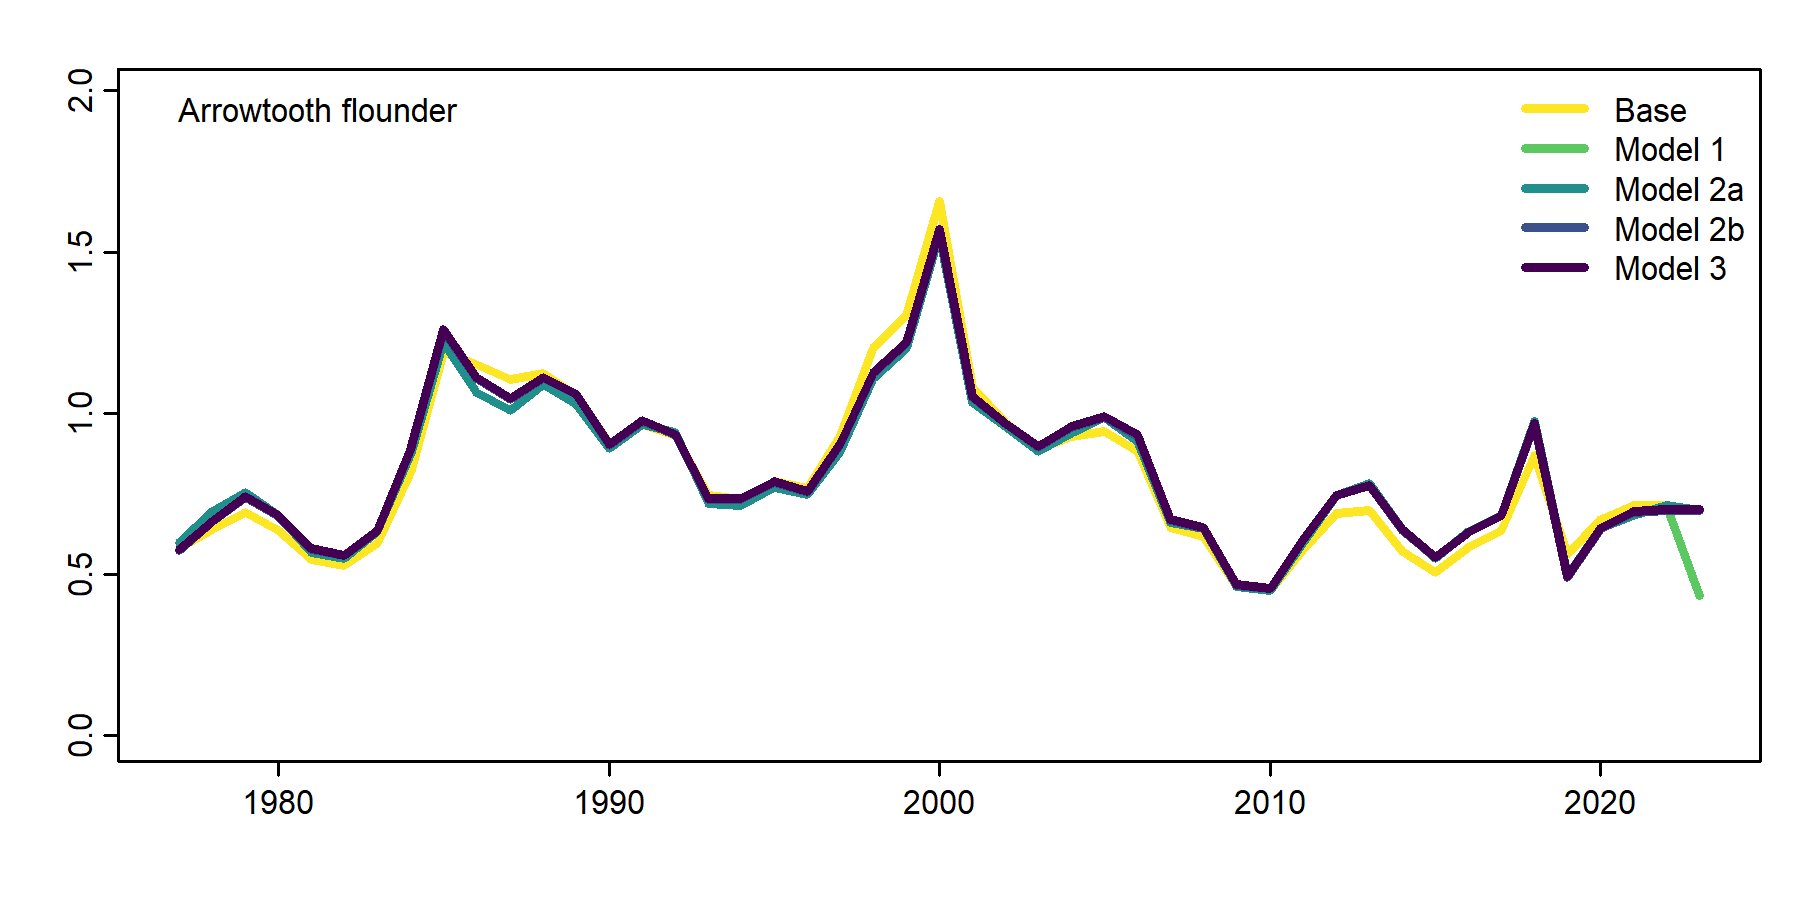 Arrowtooth flounder
Base
Model 1
Model 2a
Model 2b
Model 3
2.0
1.5
1.0
0.5
0.0
1980 1990 2000 2010 2020